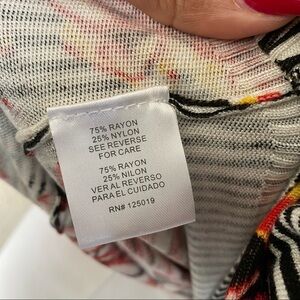 75% RAYON
25% NYLON
SEE REVERSE
FOR CARE
75% RAYON
25% NILON
VER AL REVERSO
PARA EL CUIDADO
RN# 125019